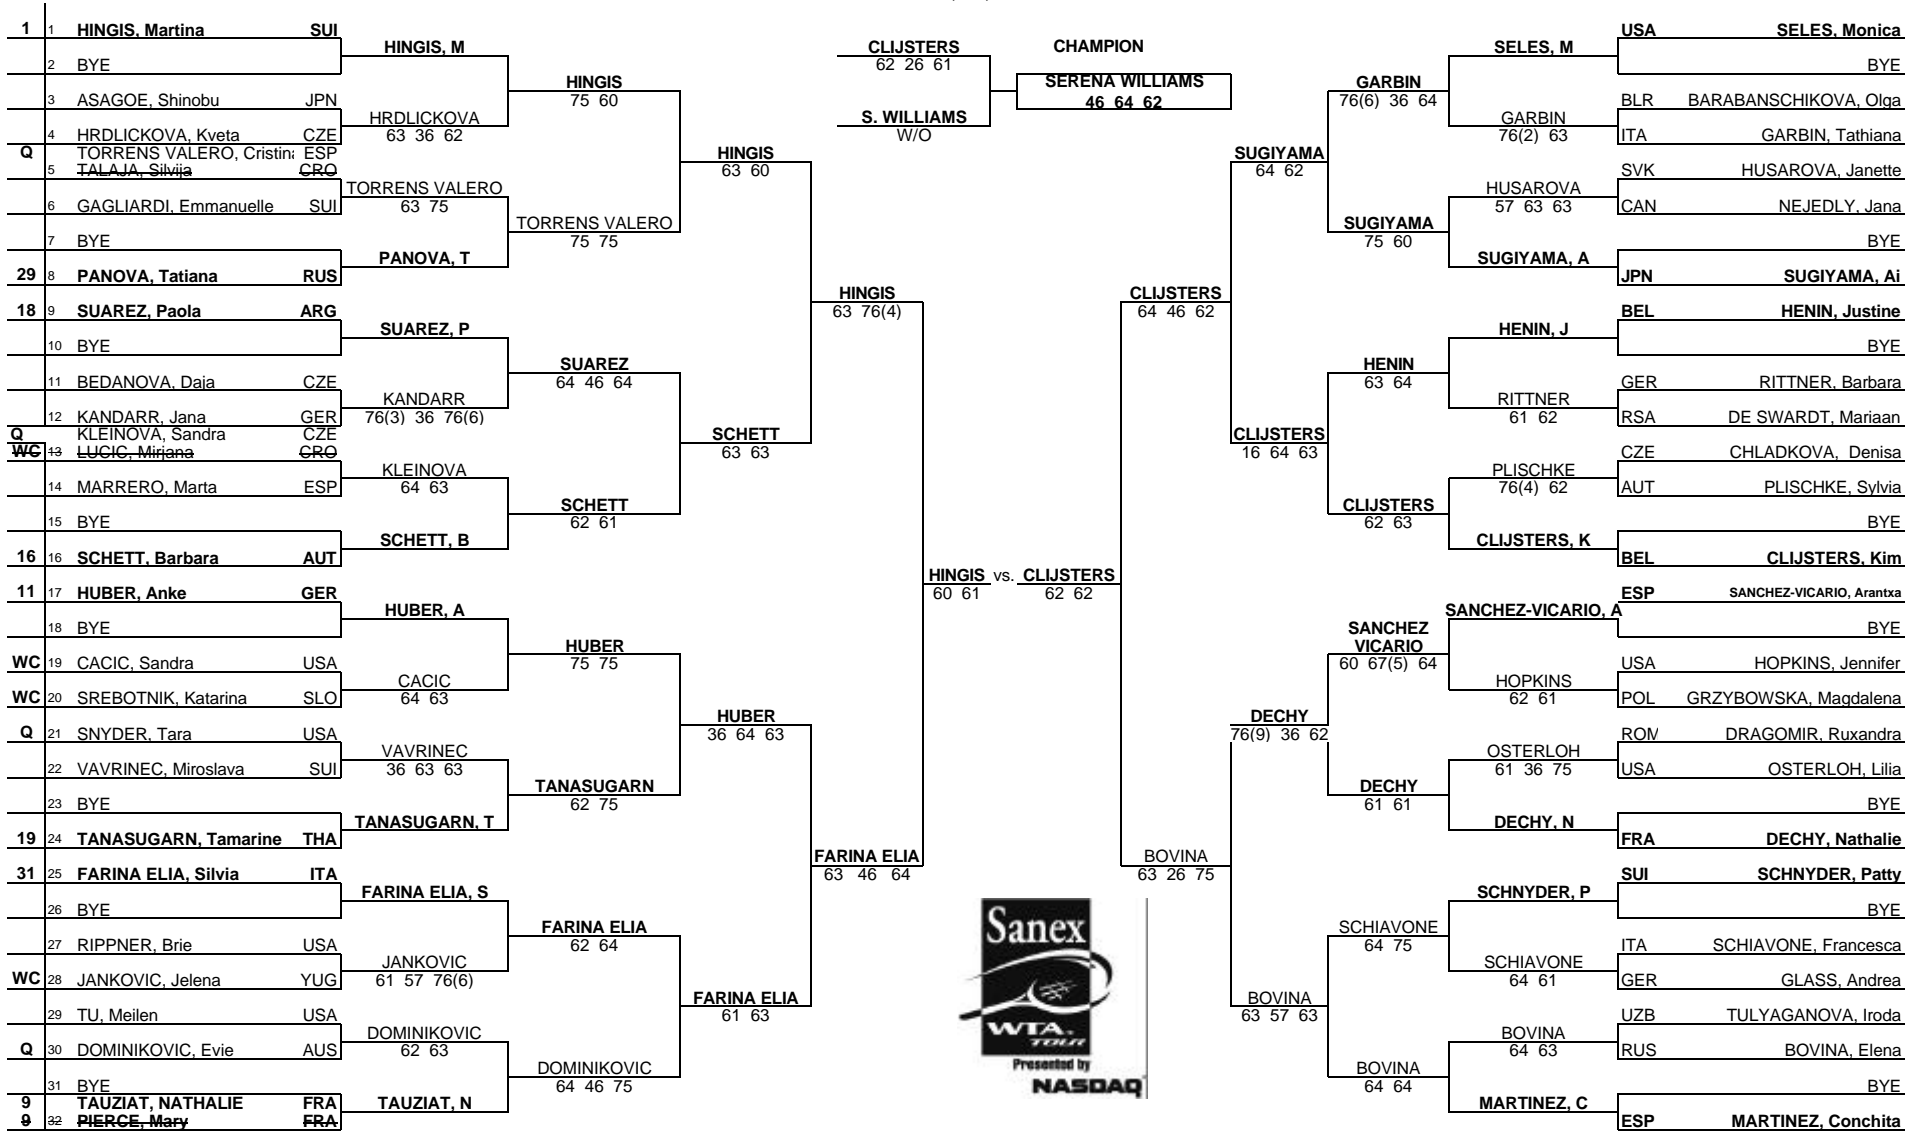 1 1 HINGIS, Martina SUI
2 BYE
3 ASAGOE, Shinobu JPN
4 HRDLICKOVA, Kveta CZE
Q TORRENS VALERO, Cristina ESP
5 TALAJA, Silvija CRO
6 GAGLIARDI, Emmanuelle SUI
7 BYE
29 8 PANOVA, Tatiana RUS
18 9 SUAREZ, Paola ARG
10 BYE
11 BEDANOVA, Daja CZE
12 KANDARR, Jana GER
Q KLEINOVA, Sandra CZE
WC 13 LUCIC, Mirjana CRO
14 MARRERO, Marta ESP
15 BYE
16 16 SCHETT, Barbara AUT
11 17 HUBER, Anke GER
18 BYE
WC 19 CACIC, Sandra USA
WC 20 SREBOTNIK, Katarina SLO
Q 21 SNYDER, Tara USA
22 VAVRINEC, Miroslava SUI
23 BYE
19 24 TANASUGARN, Tamarine THA
31 25 FARINA ELIA, Silvia ITA
26 BYE
27 RIPPNER, Brie USA
WC 28 JANKOVIC, Jelena YUG
29 TU, Meilen USA
Q 30 DOMINIKOVIC, Evie AUS
31 BYE
9 TAUZIAT, NATHALIE FRA
9 32 PIERCE, Mary FRA
HINGIS, M
HRDLICKOVA
63 36 62
TORRENS VALERO
63 75
PANOVA, T
SUAREZ, P
KANDARR
76(3) 36 76(6)
KLEINOVA
64 63
SCHETT, B
HUBER, A
CACIC
64 63
VAVRINEC
36 63 63
TANASUGARN, T
FARINA ELIA, S
JANKOVIC
61 57 76(6)
DOMINIKOVIC
62 63
TAUZIAT, N
HINGIS
75 60
TORRENS VALERO
75 75
SUAREZ
64 46 64
SCHETT
62 61
HUBER
75 75
TANASUGARN
62 75
FARINA ELIA
62 64
DOMINIKOVIC
64 46 75
HINGIS
63 60
SCHETT
63 63
HUBER
36 64 63
FARINA ELIA
61 63
HINGIS
63 76(4)
FARINA ELIA
63 46 64
CLIJSTERS
62 26 61
S. WILLIAMS
W/O
CHAMPION
SERENA WILLIAMS
46 64 62
HINGIS vs. CLIJSTERS
60 61 62 62
Sanex
WTA
TOUR
Presented by
NASDAQ
CLIJSTERS
64 46 62
BOVINA
63 26 75
SUGIYAMA
64 62
CLIJSTERS
16 64 63
DECHY
76(9) 36 62
BOVINA
63 57 63
GARBIN
76(6) 36 64
SUGIYAMA
75 60
HENIN
63 64
CLIJSTERS
62 63
SANCHEZ
VICARIO
60 67(5) 64
DECHY
61 61
SCHIAVONE
64 75
BOVINA
64 64
SELES, M
GARBIN
76(2) 63
HUSAROVA
57 63 63
SUGIYAMA, A
HENIN, J
RITTNER
61 62
PLISCHKE
76(4) 62
CLIJSTERS, K
SANCHEZ-VICARIO, A
HOPKINS
62 61
OSTERLOH
61 36 75
DECHY, N
SCHNYDER, P
SCHIAVONE
64 61
BOVINA
64 63
MARTINEZ, C
USA SELES, Monica
BYE
BLR BARABANSCHIKOVA, Olga
ITA GARBIN, Tathiana
SVK HUSAROVA, Janette
CAN NEJEDLY, Jana
BYE
JPN SUGIYAMA, Ai
BEL HENIN, Justine
BYE
GER RITTNER, Barbara
RSA DE SWARDT, Mariaan
CZE CHLADKOVA, Denisa
AUT PLISCHKE, Sylvia
BYE
BEL CLIJSTERS, Kim
ESP SANCHEZ-VICARIO, Arantxa
BYE
USA HOPKINS, Jennifer
POL GRZYBOWSKA, Magdalena
ROM DRAGOMIR, Ruxandra
USA OSTERLOH, Lilia
BYE
FRA DECHY, Nathalie
SUI SCHNYDER, Patty
BYE
ITA SCHIAVONE, Francesca
GER GLASS, Andrea
UZB TULYAGANOVA, Iroda
RUS BOVINA, Elena
BYE
ESP MARTINEZ, Conchita